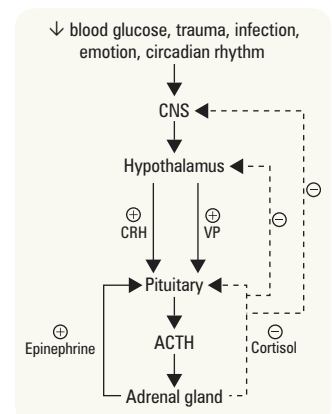 ↓ blood glucose, trauma, infection,
emotion, circadian rhythm
CNS
Hypothalamus
⊖
⊖
⊕ ⊕
CRH VP
Pituitary
⊕ ⊖
Epinephrine ACTH Cortisol
Adrenal gland